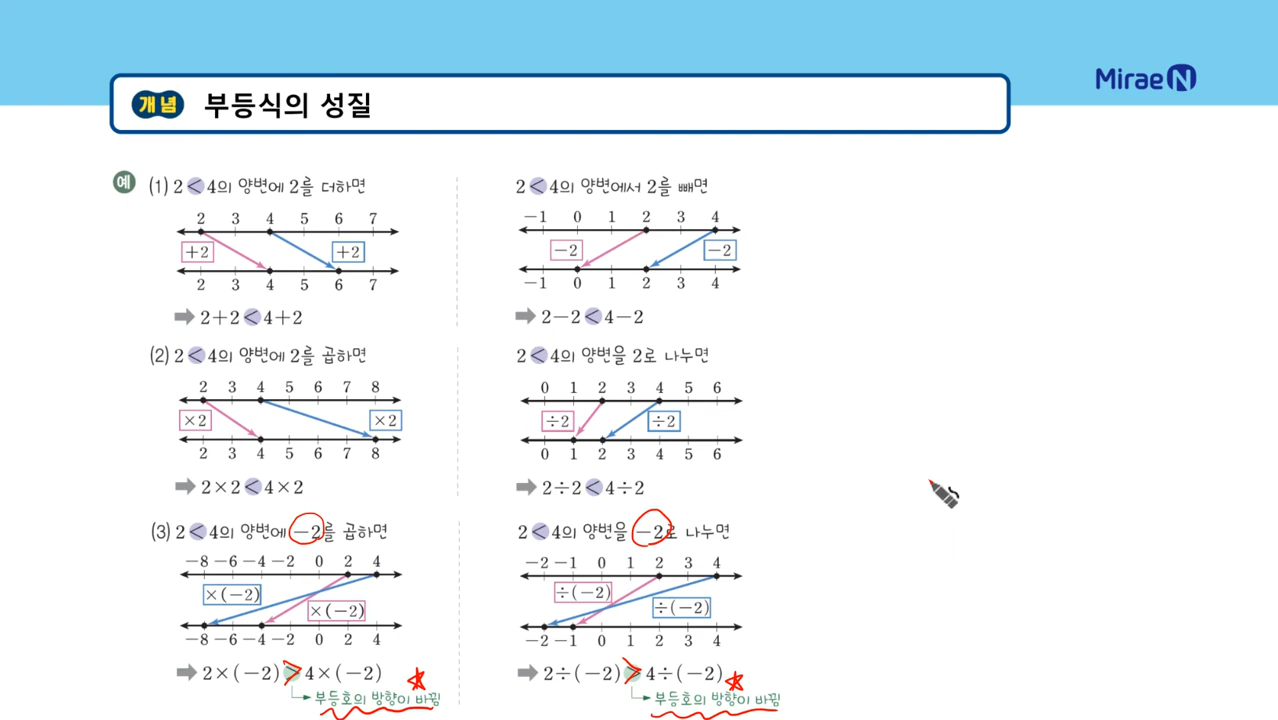 Mirae N
개념 부등식의 성질
예 (1) 2 < 4의 양변에 2를 더하면
2 3 4 5 6 7
+2 +2
2 3 4 5 6 7
➡ 2+2 < 4+2
2 < 4의 양변에서 2를 빼면
−1 0 1 2 3 4
−2 −2
−1 0 1 2 3 4
➡ 2−2 < 4−2
(2) 2 < 4의 양변에 2를 곱하면
2 3 4 5 6 7 8
×2 ×2
2 3 4 5 6 7 8
➡ 2×2 < 4×2
2 < 4의 양변을 2로 나누면
0 1 2 3 4 5 6
÷2 ÷2
0 1 2 3 4 5 6
➡ 2÷2 < 4÷2
(3) 2 < 4의 양변에 −2를 곱하면
−8 −6 −4 −2 0 2 4
×(−2) ×(−2)
−8 −6 −4 −2 0 2 4
➡ 2×(−2) > 4×(−2)
부등호의 방향이 바뀜
2 < 4의 양변을 −2로 나누면
−2 −1 0 1 2 3 4
÷(−2) ÷(−2)
−2 −1 0 1 2 3 4
➡ 2÷(−2) > 4÷(−2)
부등호의 방향이 바뀜